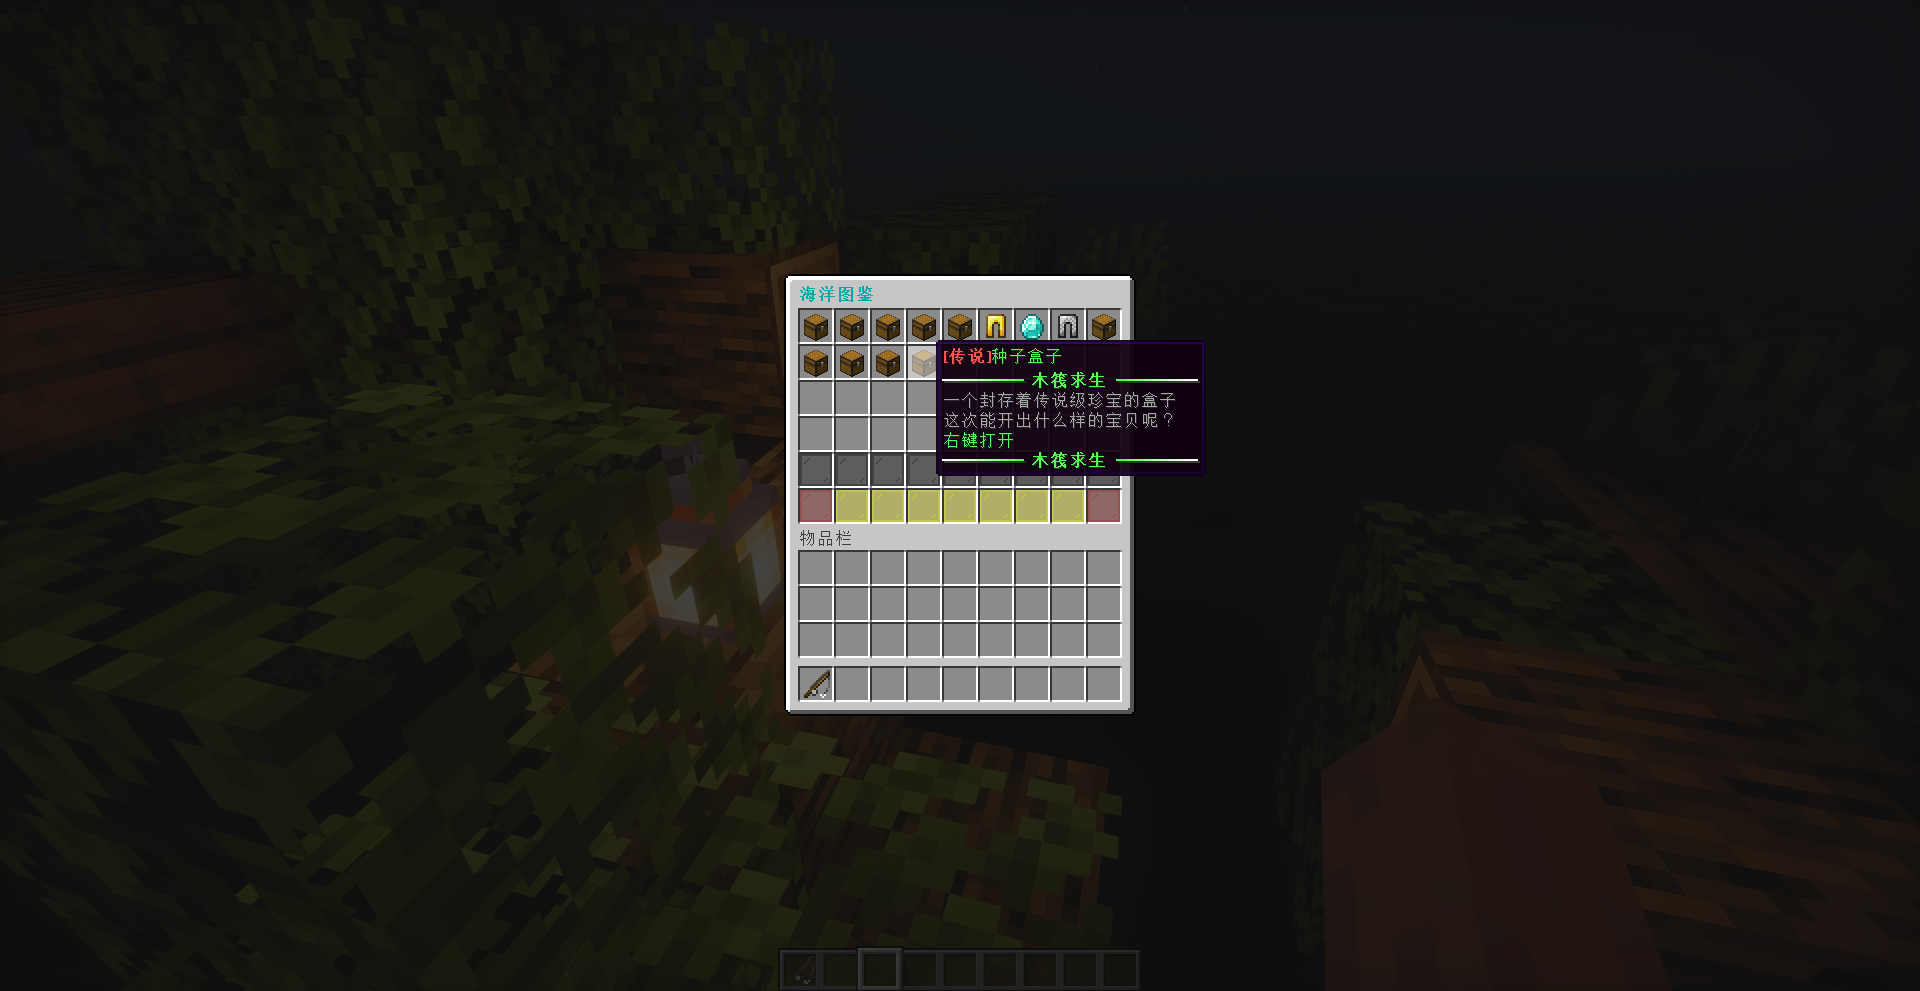 海洋图鉴
[传说]种子盒子
木筏求生
一个封存着传说级珍宝的盒子
这次能开出什么样的宝贝呢？
右键打开
木筏求生
物品栏